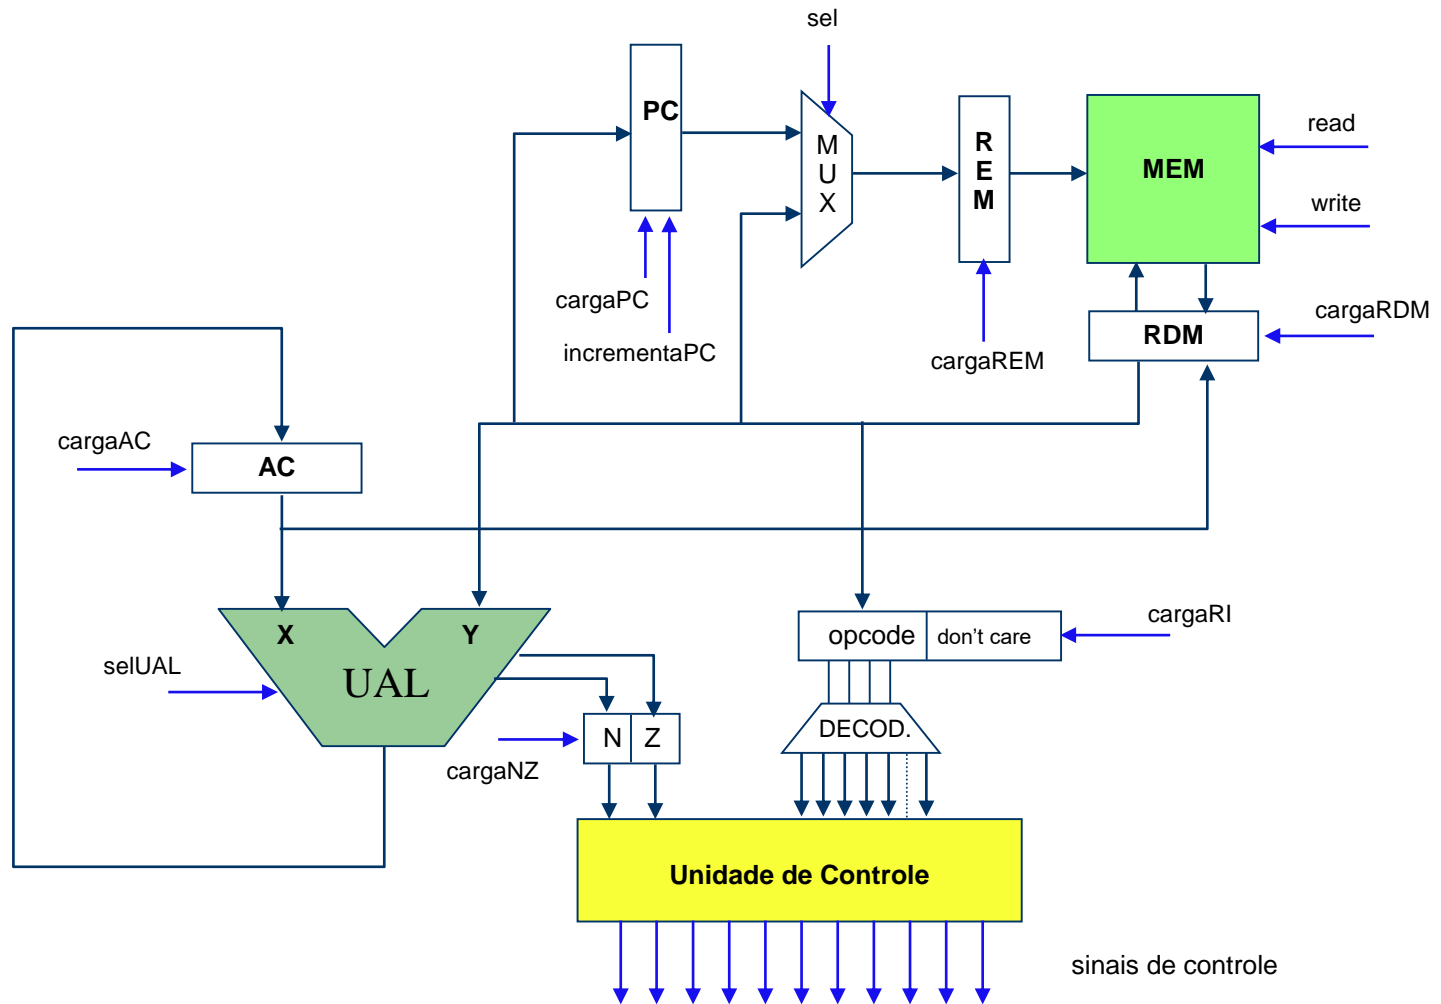 sel
PC
M
U
X
R
E
M
MEM
read
write
cargaPC
incrementaPC
cargaREM
RDM
cargaRDM
cargaAC
AC
X
Y
UAL
selUAL
opcode
don't care
cargaRI
N
Z
cargaNZ
DECOD.
Unidade de Controle
sinais de controle